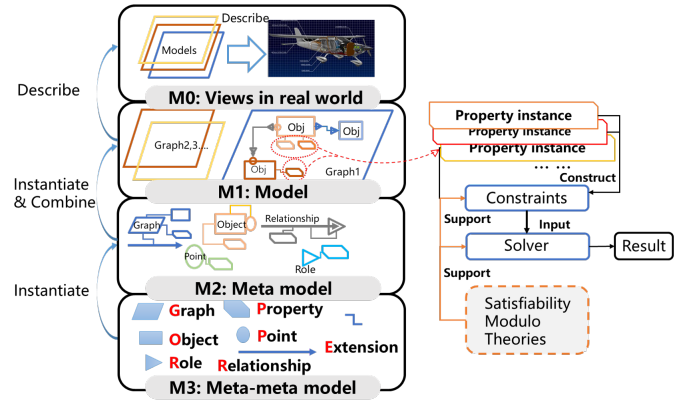 Describe
Models
M0: Views in real world
Describe
Graph2,3...
Obj
Obj
Obj
Graph1
M1: Model
Instantiate
& Combine
Graph
Object
Relationship
Point
Role
M2: Meta model
Instantiate
Graph
Property
Object
Point
Role
Relationship
Extension
M3: Meta-meta model
Property instance
Property instance
Property instance
... ...
Construct
Constraints
Support
Input
Solver
Result
Support
Satisfiability
Modulo
Theories